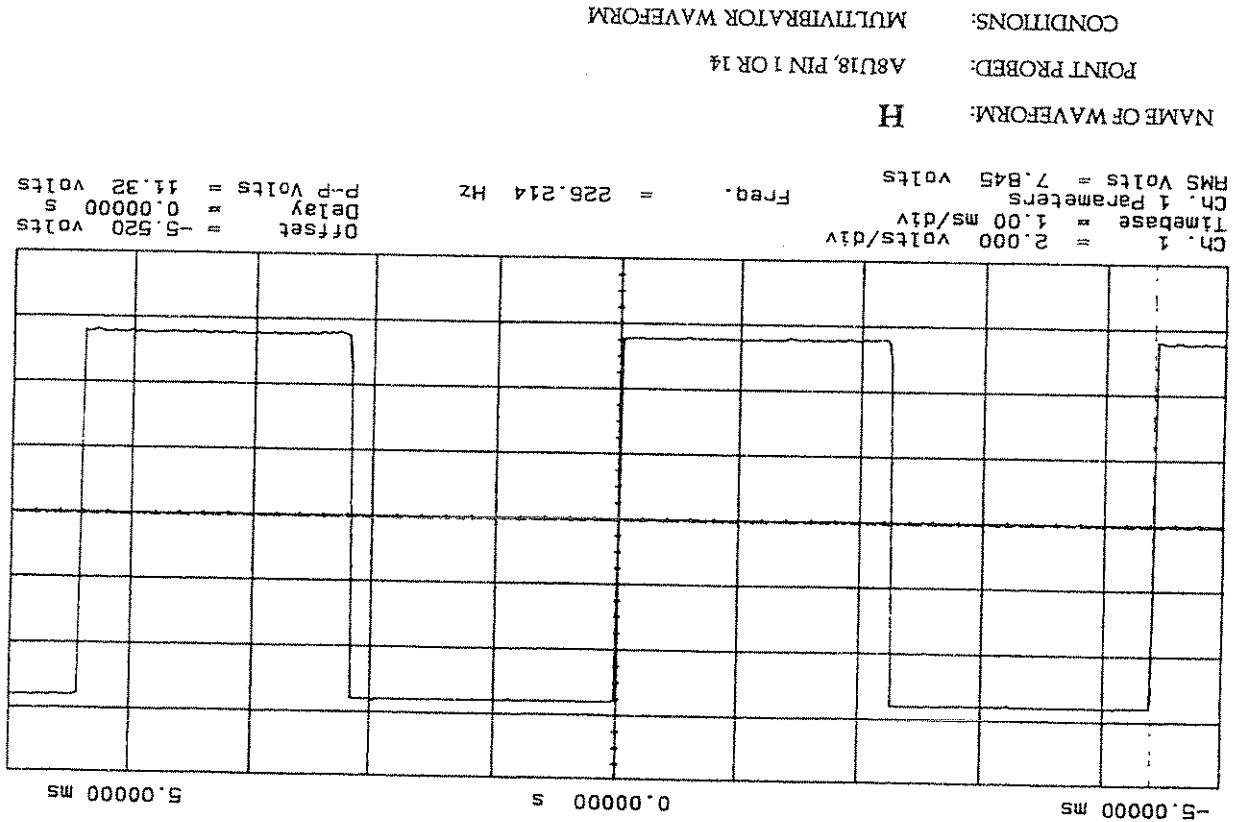 -5.00000 ms 0.00000 s 5.00000 ms
Ch. 1 = 2.000 volts/div Offset = -5.520 volts
Timebase = 1.00 ms/div Delay = 0.00000 s
Ch. 1 Parameters P-P Volts = 11.32 volts
RMS Volts = 7.845 volts Freq. = 226.214 Hz
NAME OF WAVEFORM: H
POINT PROBED: A8U18, PIN 1 OR 14
CONDITIONS: MULTIVIBRATOR WAVEFORM